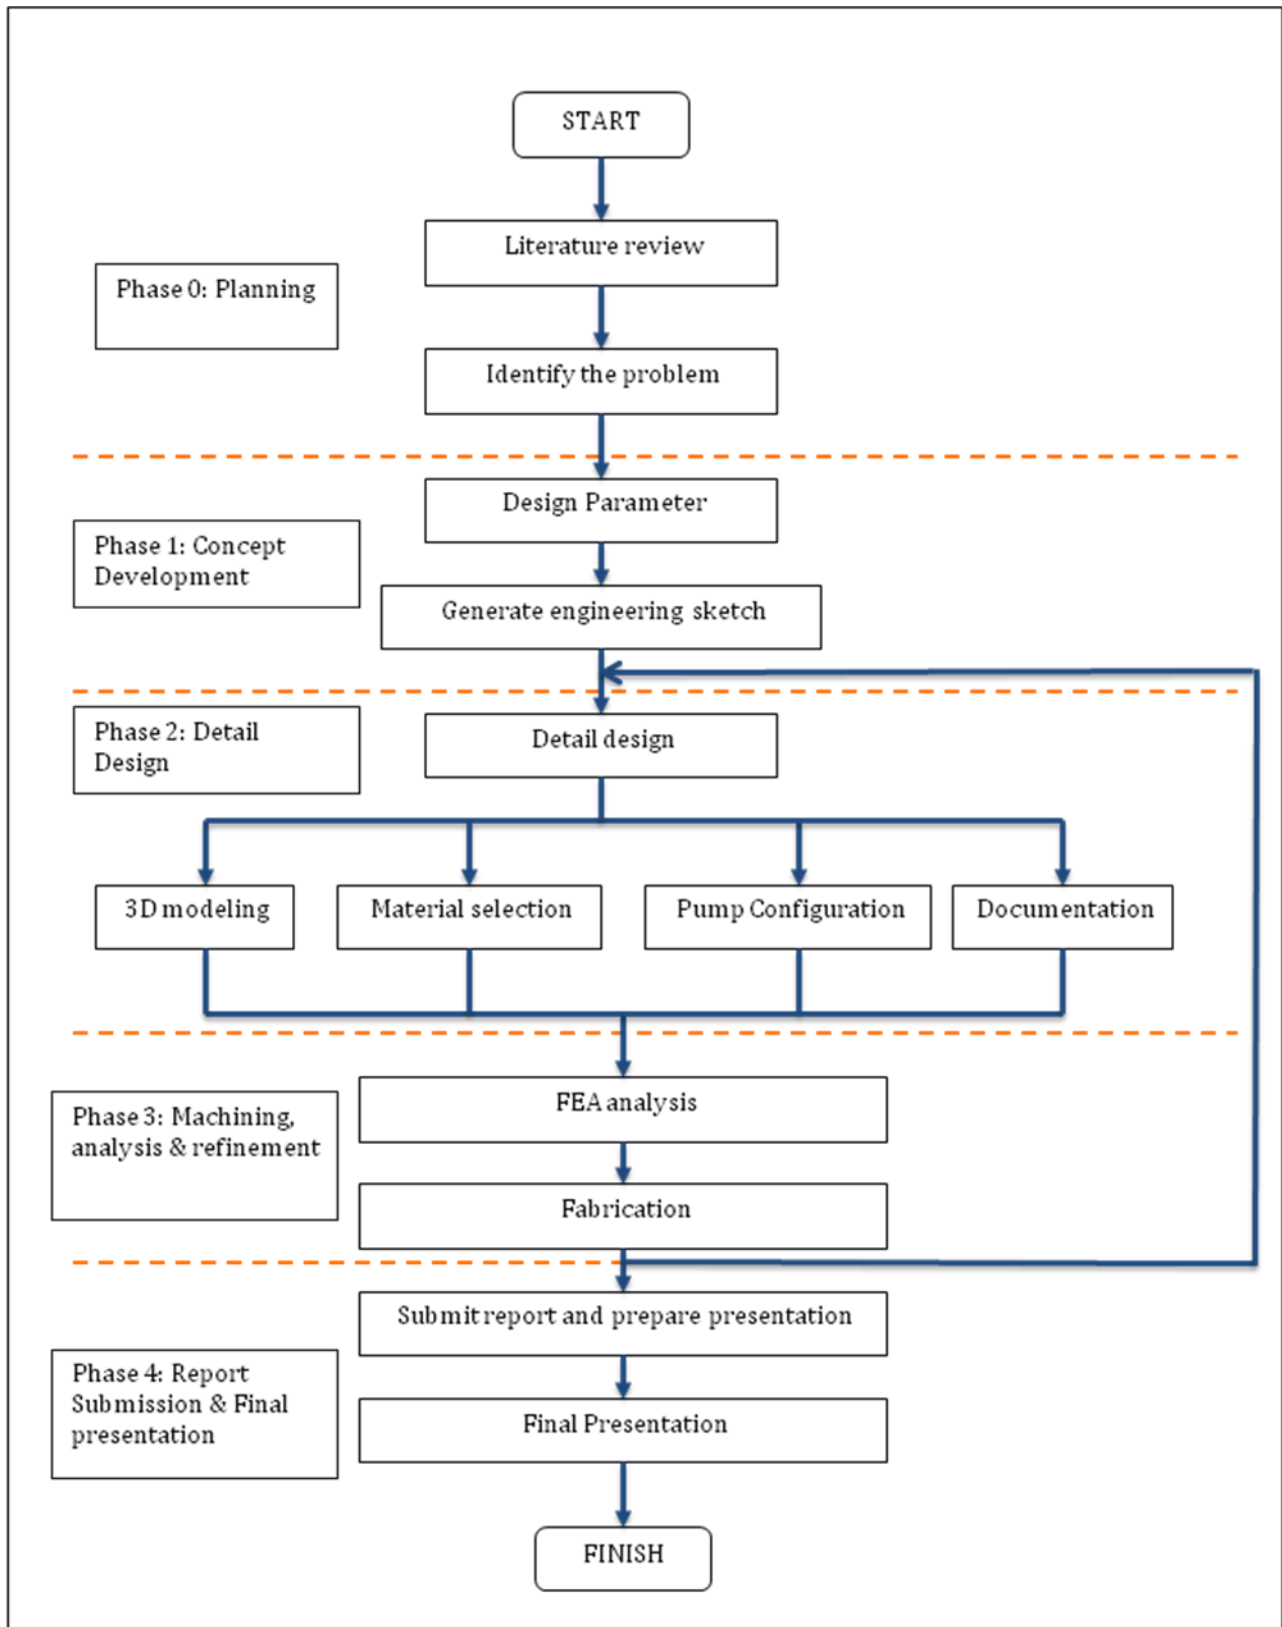 START
Literature review
Phase 0: Planning
Identify the problem
Design Parameter
Phase 1: Concept
Development
Generate engineering sketch
Phase 2: Detail
Design
Detail design
3D modeling
Material selection
Pump Configuration
Documentation
FEA analysis
Phase 3: Machining,
analysis & refinement
Fabrication
Submit report and prepare presentation
Phase 4: Report
Submission & Final
presentation
Final Presentation
FINISH